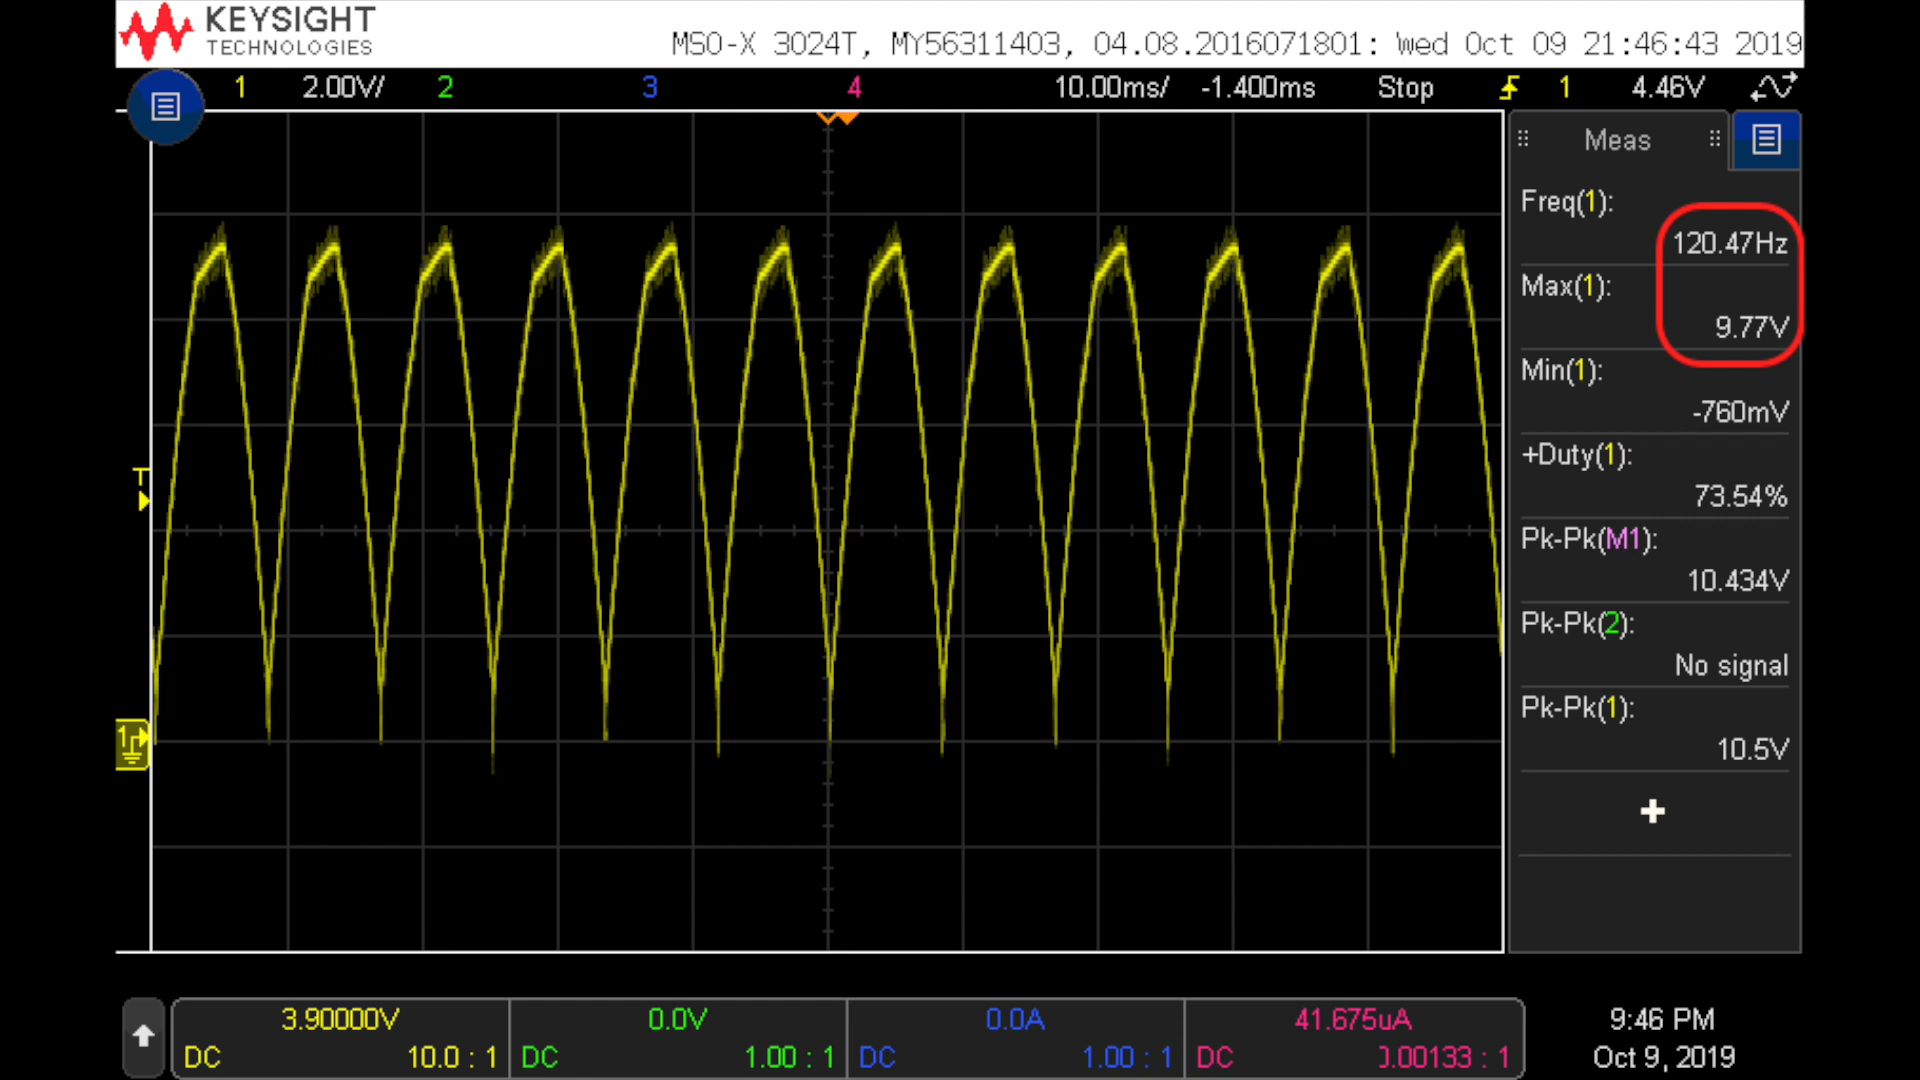 KEYSIGHT
TECHNOLOGIES
MSO-X 3024T, MY56311403, 04.08.2016071801: Wed Oct 09 21:46:43 2019
1 2.00V/ 2 3 4 10.00ms/ -1.400ms Stop 1 4.46V
Meas
Freq(1):
120.47Hz
Max(1):
9.77V
Min(1):
-760mV
+Duty(1):
73.54%
Pk-Pk(M1):
10.434V
Pk-Pk(2):
No signal
Pk-Pk(1):
10.5V
T
1
3.90000V 0.0V 0.0A 41.675uA
DC 10.0 : 1 DC 1.00 : 1 DC 1.00 : 1 DC 0.00133 : 1
9:46 PM
Oct 9, 2019